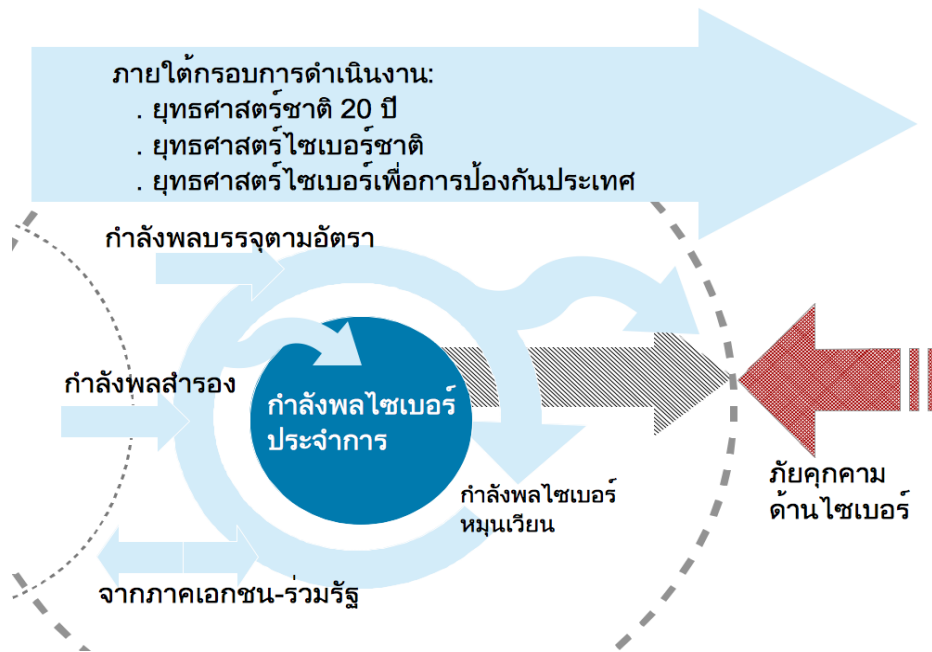 ภายใต้กรอบการดำเนินงาน:
. ยุทธศาสตร์ชาติ 20 ปี
. ยุทธศาสตร์ไซเบอร์ชาติ
. ยุทธศาสตร์ไซเบอร์เพื่อการป้องกันประเทศ
กำลังพลบรรจุตามอัตรา
กำลังพลสำรอง
กำลังพลไซเบอร์
ประจำการ
กำลังพลไซเบอร์
หมุนเวียน
ภัยคุกคาม
ด้านไซเบอร์
จากภาคเอกชน-ร่วมรัฐ